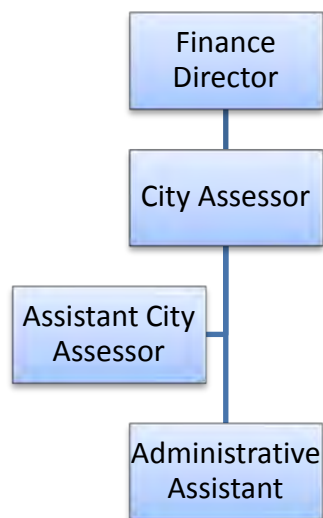 Finance
Director
City Assessor
Assistant City
Assessor
Administrative
Assistant